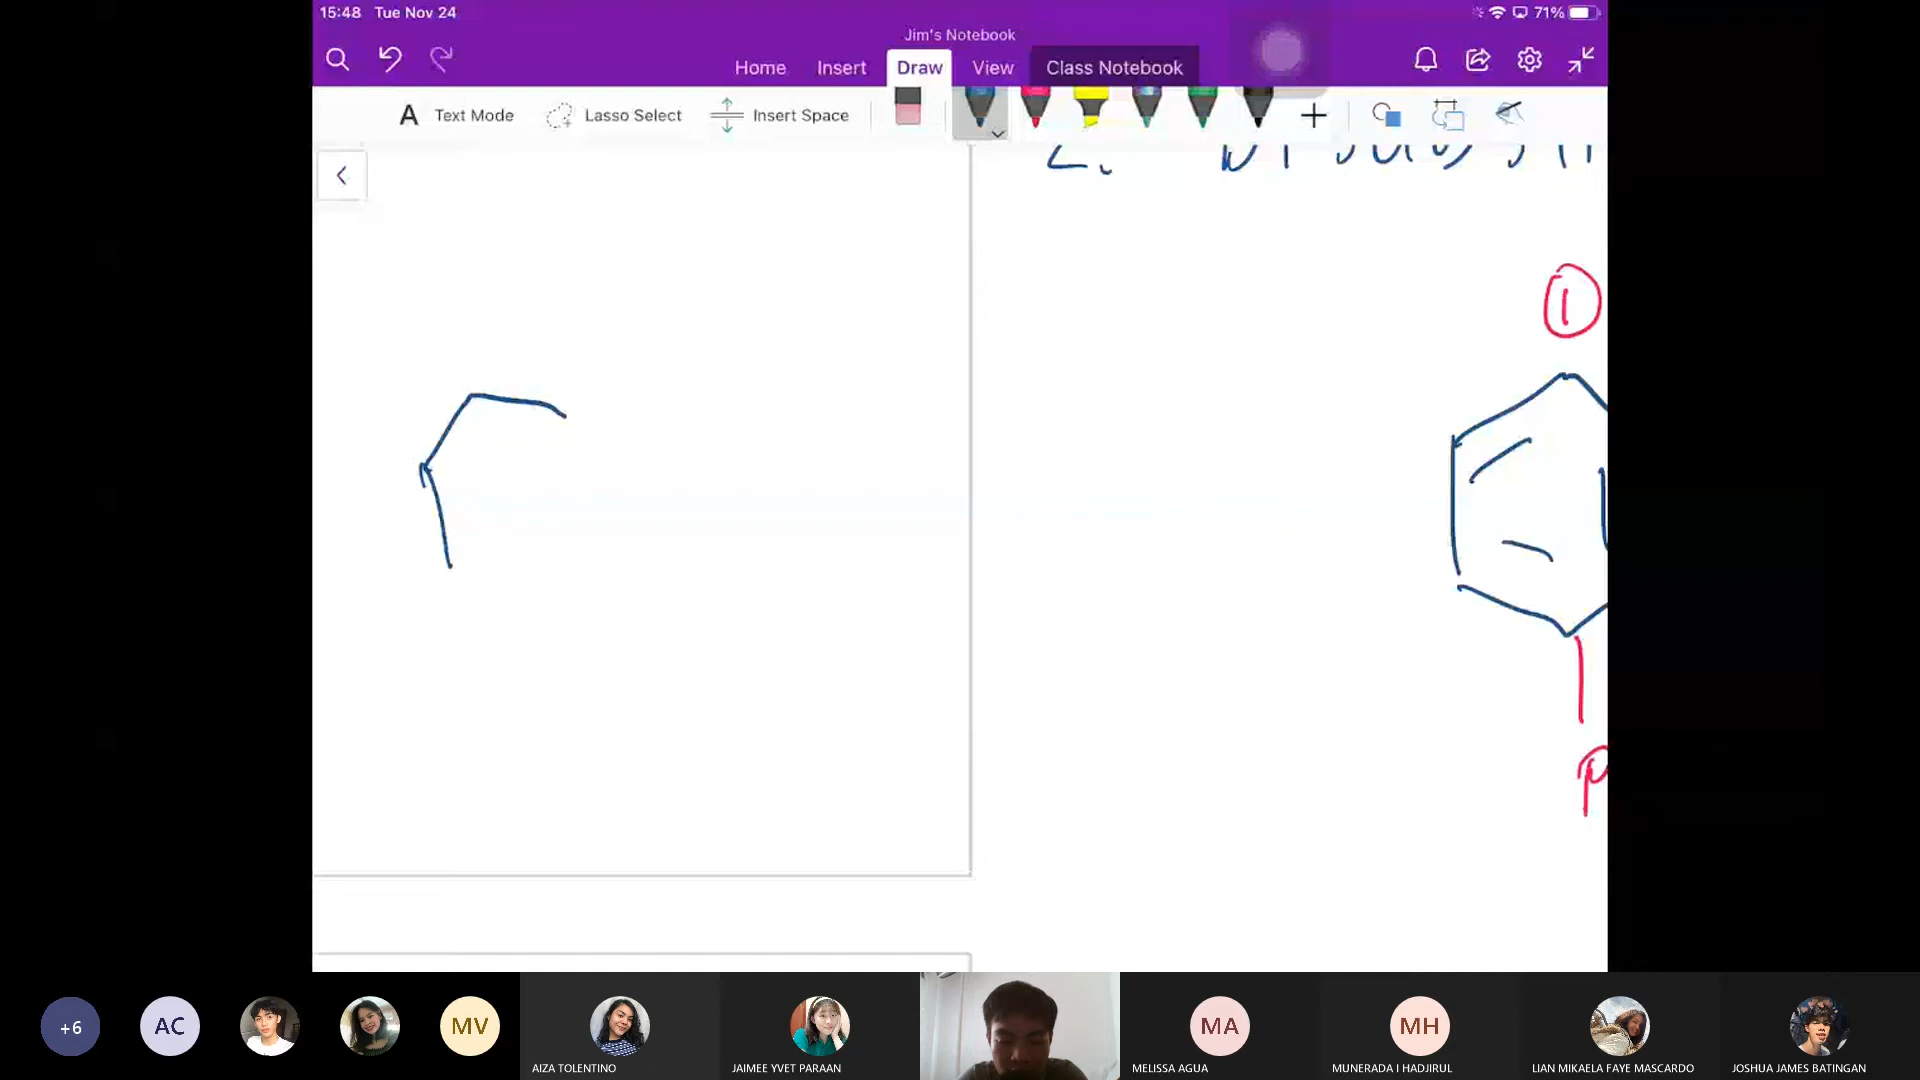 15:48 Tue Nov 24
71%
Jim's Notebook
Home Insert Draw View Class Notebook
A Text Mode Lasso Select Insert Space
2.
1
P
+6
AC
MV
AIZA TOLENTINO
JAIMEE YVET PARAAN
MA
MELISSA AGUA
MH
MUNERADA I HADJIRUL
LIAN MIKAELA FAYE MASCARDO
JOSHUA JAMES BATINGAN